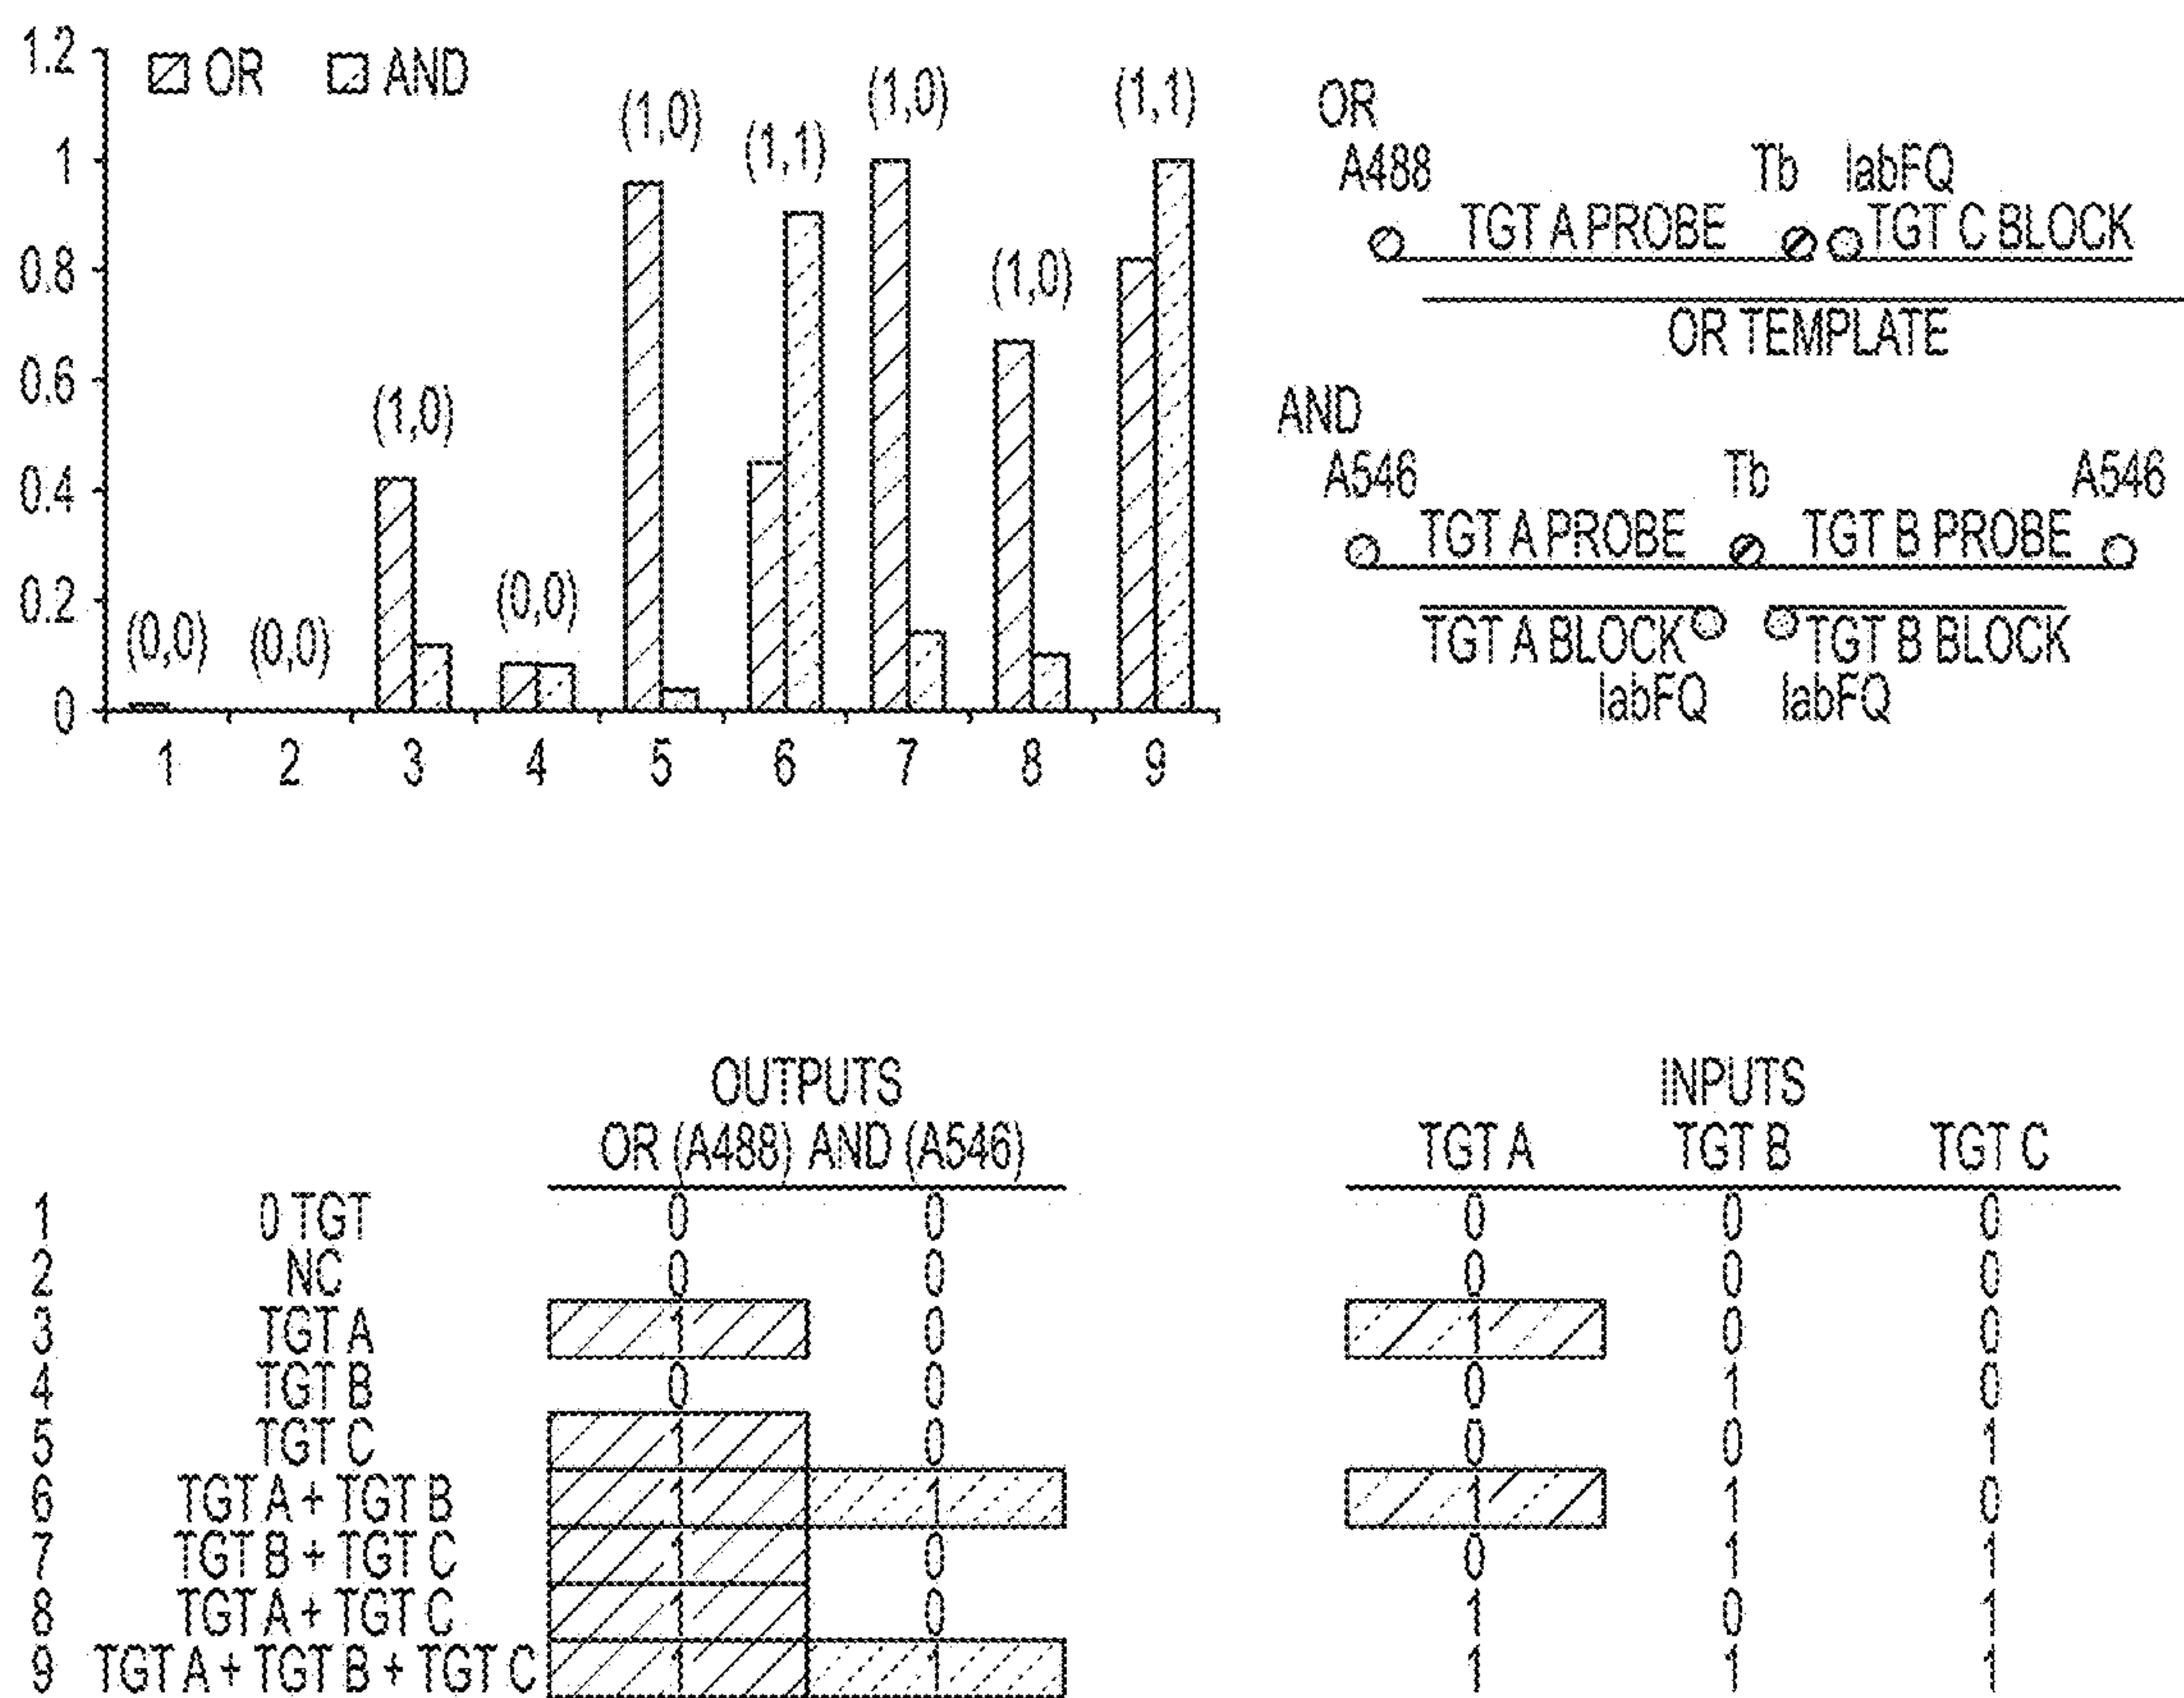 1.2
1
0.8
0.6
0.4
0.2
0
OR AND
(0,0) (0,0) (1,0) (0,0) (1,0) (1,1) (1,0) (1,0) (1,1)
1 2 3 4 5 6 7 8 9
OR
A488 Tb IabFQ
TGT A PROBE TGT C BLOCK
OR TEMPLATE
AND
A546 Tb A546
TGT A PROBE TGT B PROBE
TGT A BLOCK TGT B BLOCK
IabFQ IabFQ
OUTPUTS INPUTS
OR (A488) AND (A546) TGT A TGT B TGT C
1 0 TGT 0 0 0 0 0
2 NC 0 0 0 0 0
3 TGT A 1 0 1 0 0
4 TGT B 0 0 0 1 0
5 TGT C 1 0 0 0 1
6 TGT A + TGT B 1 1 1 1 0
7 TGT B + TGT C 1 0 0 1 1
8 TGT A + TGT C 1 0 1 0 1
9 TGT A + TGT B + TGT C 1 1 1 1 1